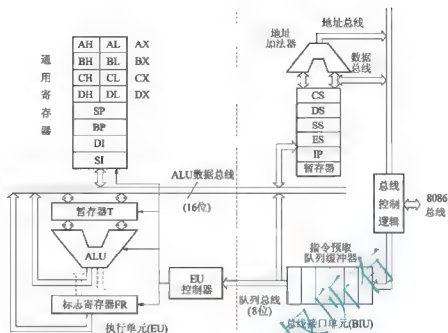 地址总线
地址
加法器
数据
总线
通
用
寄
存
器
AH AL AX
BH BL BX
CH CL CX
DH DL DX
SP
BP
DI
SI
CS
DS
SS
ES
IP
暂存器
ALU数据总线
(16位)
暂存器T
ALU
标志寄存器FR
执行单元(EU)
EU
控制器
队列总线
(8位)
指令预取
队列缓冲器
总线接口单元(BIU)
总线
控制
逻辑
8086
总线